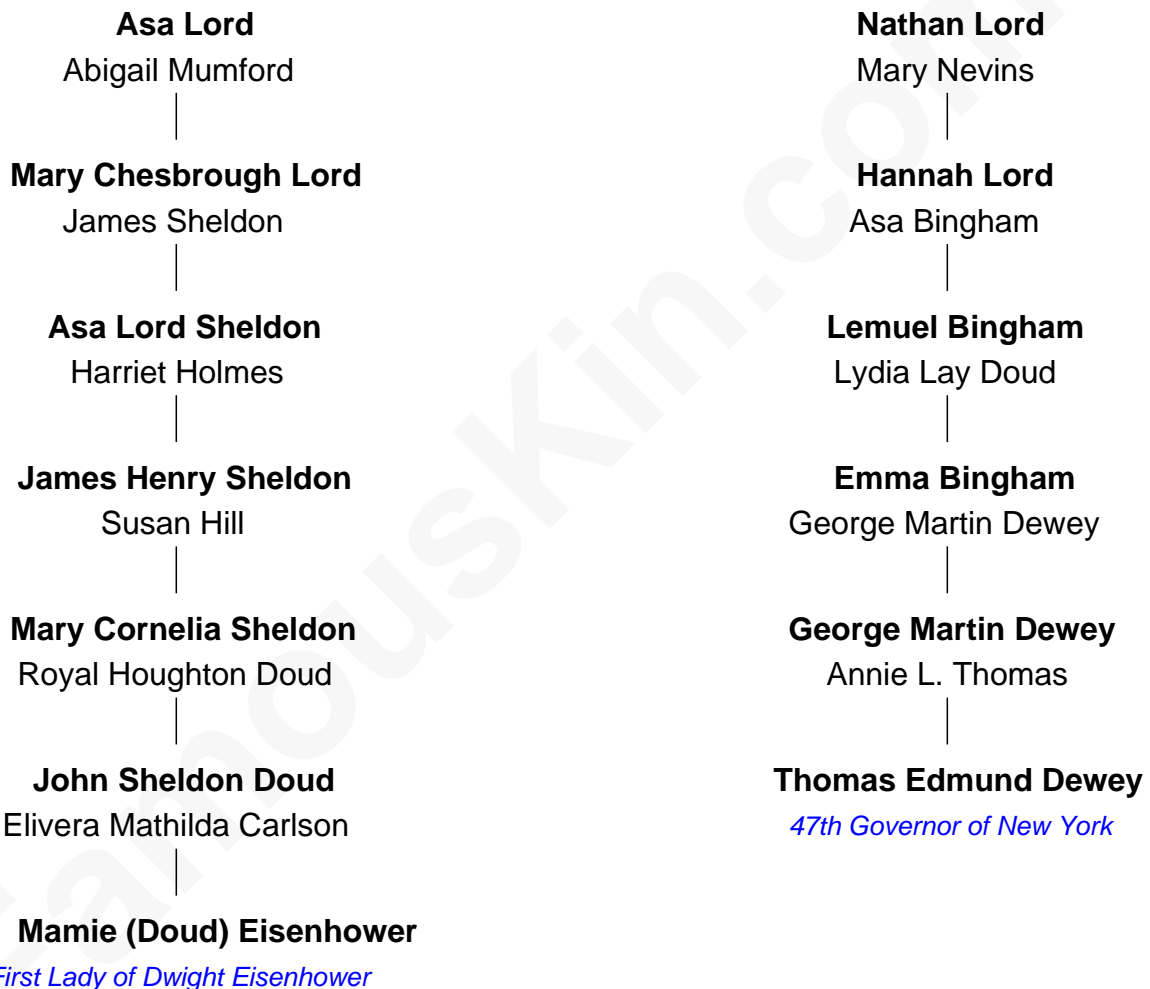 Asa Lord
Abigail Mumford
Mary Chesbrough Lord
James Sheldon
Asa Lord Sheldon
Harriet Holmes
James Henry Sheldon
Susan Hill
Mary Cornelia Sheldon
Royal Houghton Doud
John Sheldon Doud
Elivera Mathilda Carlson
Mamie (Doud) Eisenhower
First Lady of Dwight Eisenhower
Nathan Lord
Mary Nevins
Hannah Lord
Asa Bingham
Lemuel Bingham
Lydia Lay Doud
Emma Bingham
George Martin Dewey
George Martin Dewey
Annie L. Thomas
Thomas Edmund Dewey
47th Governor of New York
FamousKin.com